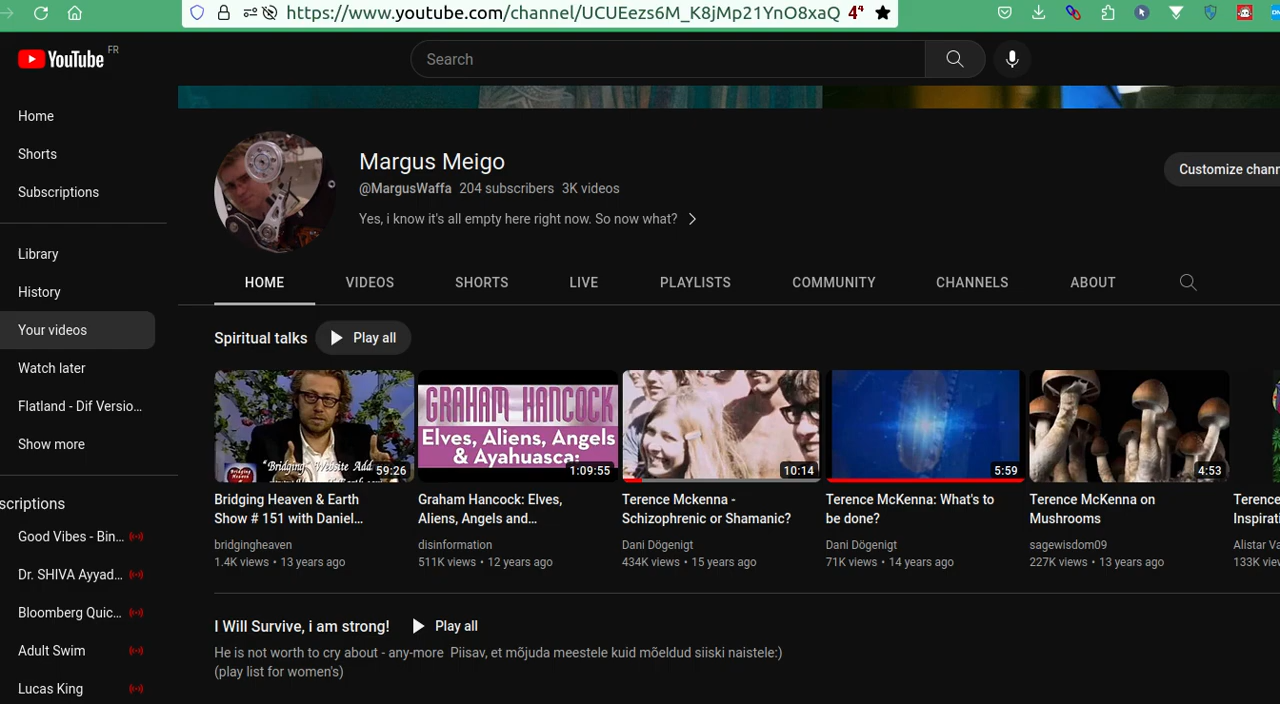 https://www.youtube.com/channel/UCUEezs6M_K8jMp21YnO8xaQ
YouTube FR
Search
Home
Shorts
Subscriptions
Library
History
Your videos
Watch later
Flatland - Dif Versio...
Show more
scriptions
Good Vibes - Bin...
Dr. SHIVA Ayyad...
Bloomberg Quic...
Adult Swim
Lucas King
Margus Meigo
@MargusWaffa 204 subscribers 3K videos
Yes, i know it's all empty here right now. So now what?
Customize chann
HOME VIDEOS SHORTS LIVE PLAYLISTS COMMUNITY CHANNELS ABOUT
Spiritual talks Play all
"Bridging" Website Add
59:26
Bridging Heaven & Earth
Show # 151 with Daniel...
bridgingheaven
1.4K views • 13 years ago
GRAHAM HANCOCK
Elves, Aliens, Angels
& Ayahuasca:
1:09:55
Graham Hancock: Elves,
Aliens, Angels and...
disinformation
511K views • 12 years ago
10:14
Terence Mckenna -
Schizophrenic or Shamanic?
Dani Dögenigt
434K views • 15 years ago
5:59
Terence McKenna: What's to
be done?
Dani Dögenigt
71K views • 14 years ago
4:53
Terence McKenna on
Mushrooms
sagewisdom09
227K views • 13 years ago
Terence
Inspirati
Alistar Va
133K view
I Will Survive, i am strong! Play all
He is not worth to cry about - any-more Piisav, et mõjuda meestele kuid mõeldud siiski naistele:)
(play list for women's)